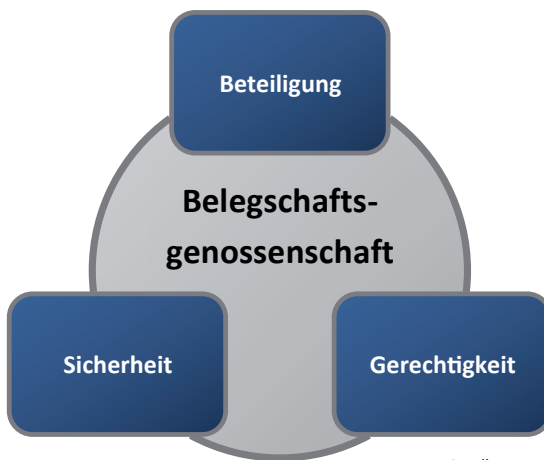 Beteiligung
Belegschafts-
genossenschaft
Sicherheit
Gerechtigkeit